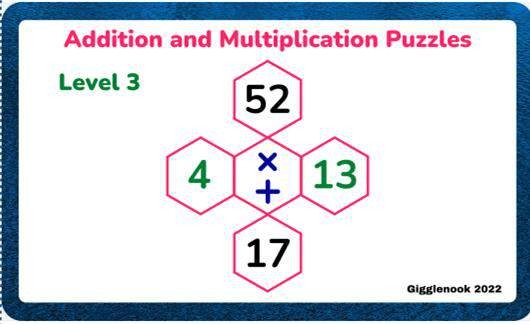 Addition and Multiplication Puzzles
Level 3
52
4 × 13
+
17
Gigglenook 2022